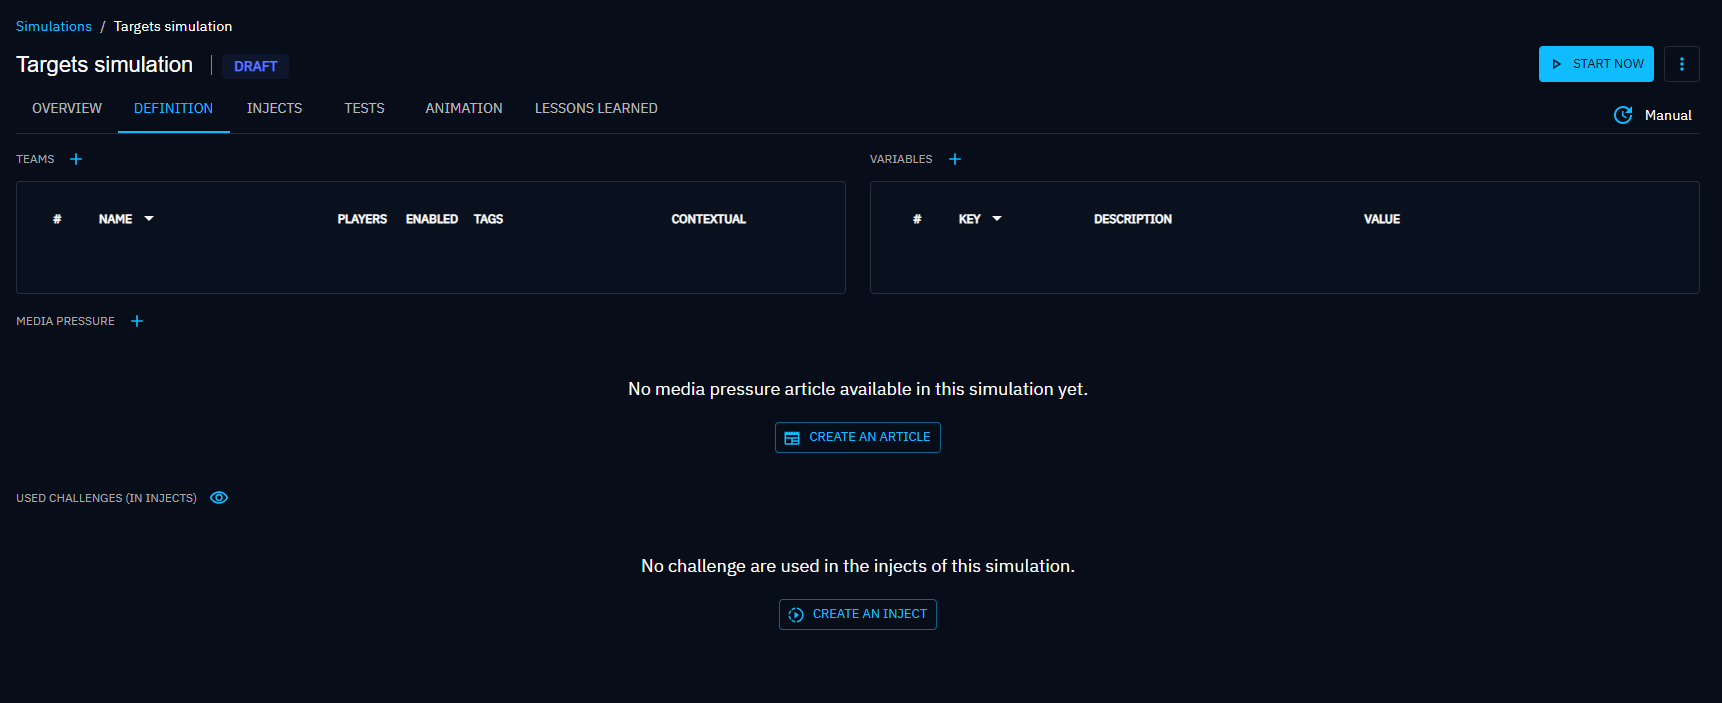 Simulations / Targets simulation
Targets simulation DRAFT START NOW
OVERVIEW DEFINITION INJECTS TESTS ANIMATION LESSONS LEARNED Manual
TEAMS VARIABLES
# NAME PLAYERS ENABLED TAGS CONTEXTUAL # KEY DESCRIPTION VALUE
MEDIA PRESSURE
No media pressure article available in this simulation yet.
CREATE AN ARTICLE
USED CHALLENGES (IN INJECTS)
No challenge are used in the injects of this simulation.
CREATE AN INJECT